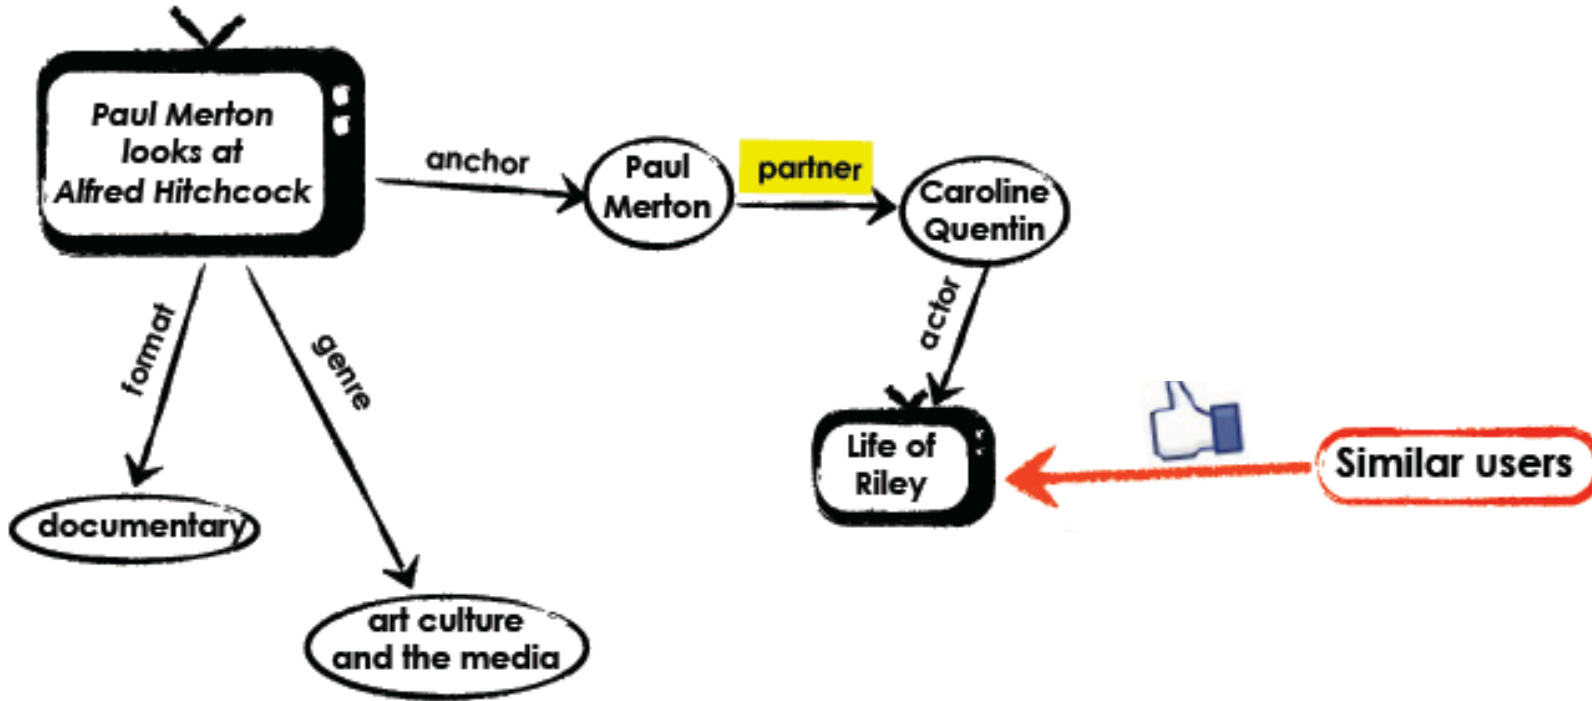 Paul Merton
looks at
Alfred Hitchcock
anchor
Paul
Merton
partner
Caroline
Quentin
actor
format
genre
Life of
Riley
Similar users
documentary
art culture
and the media